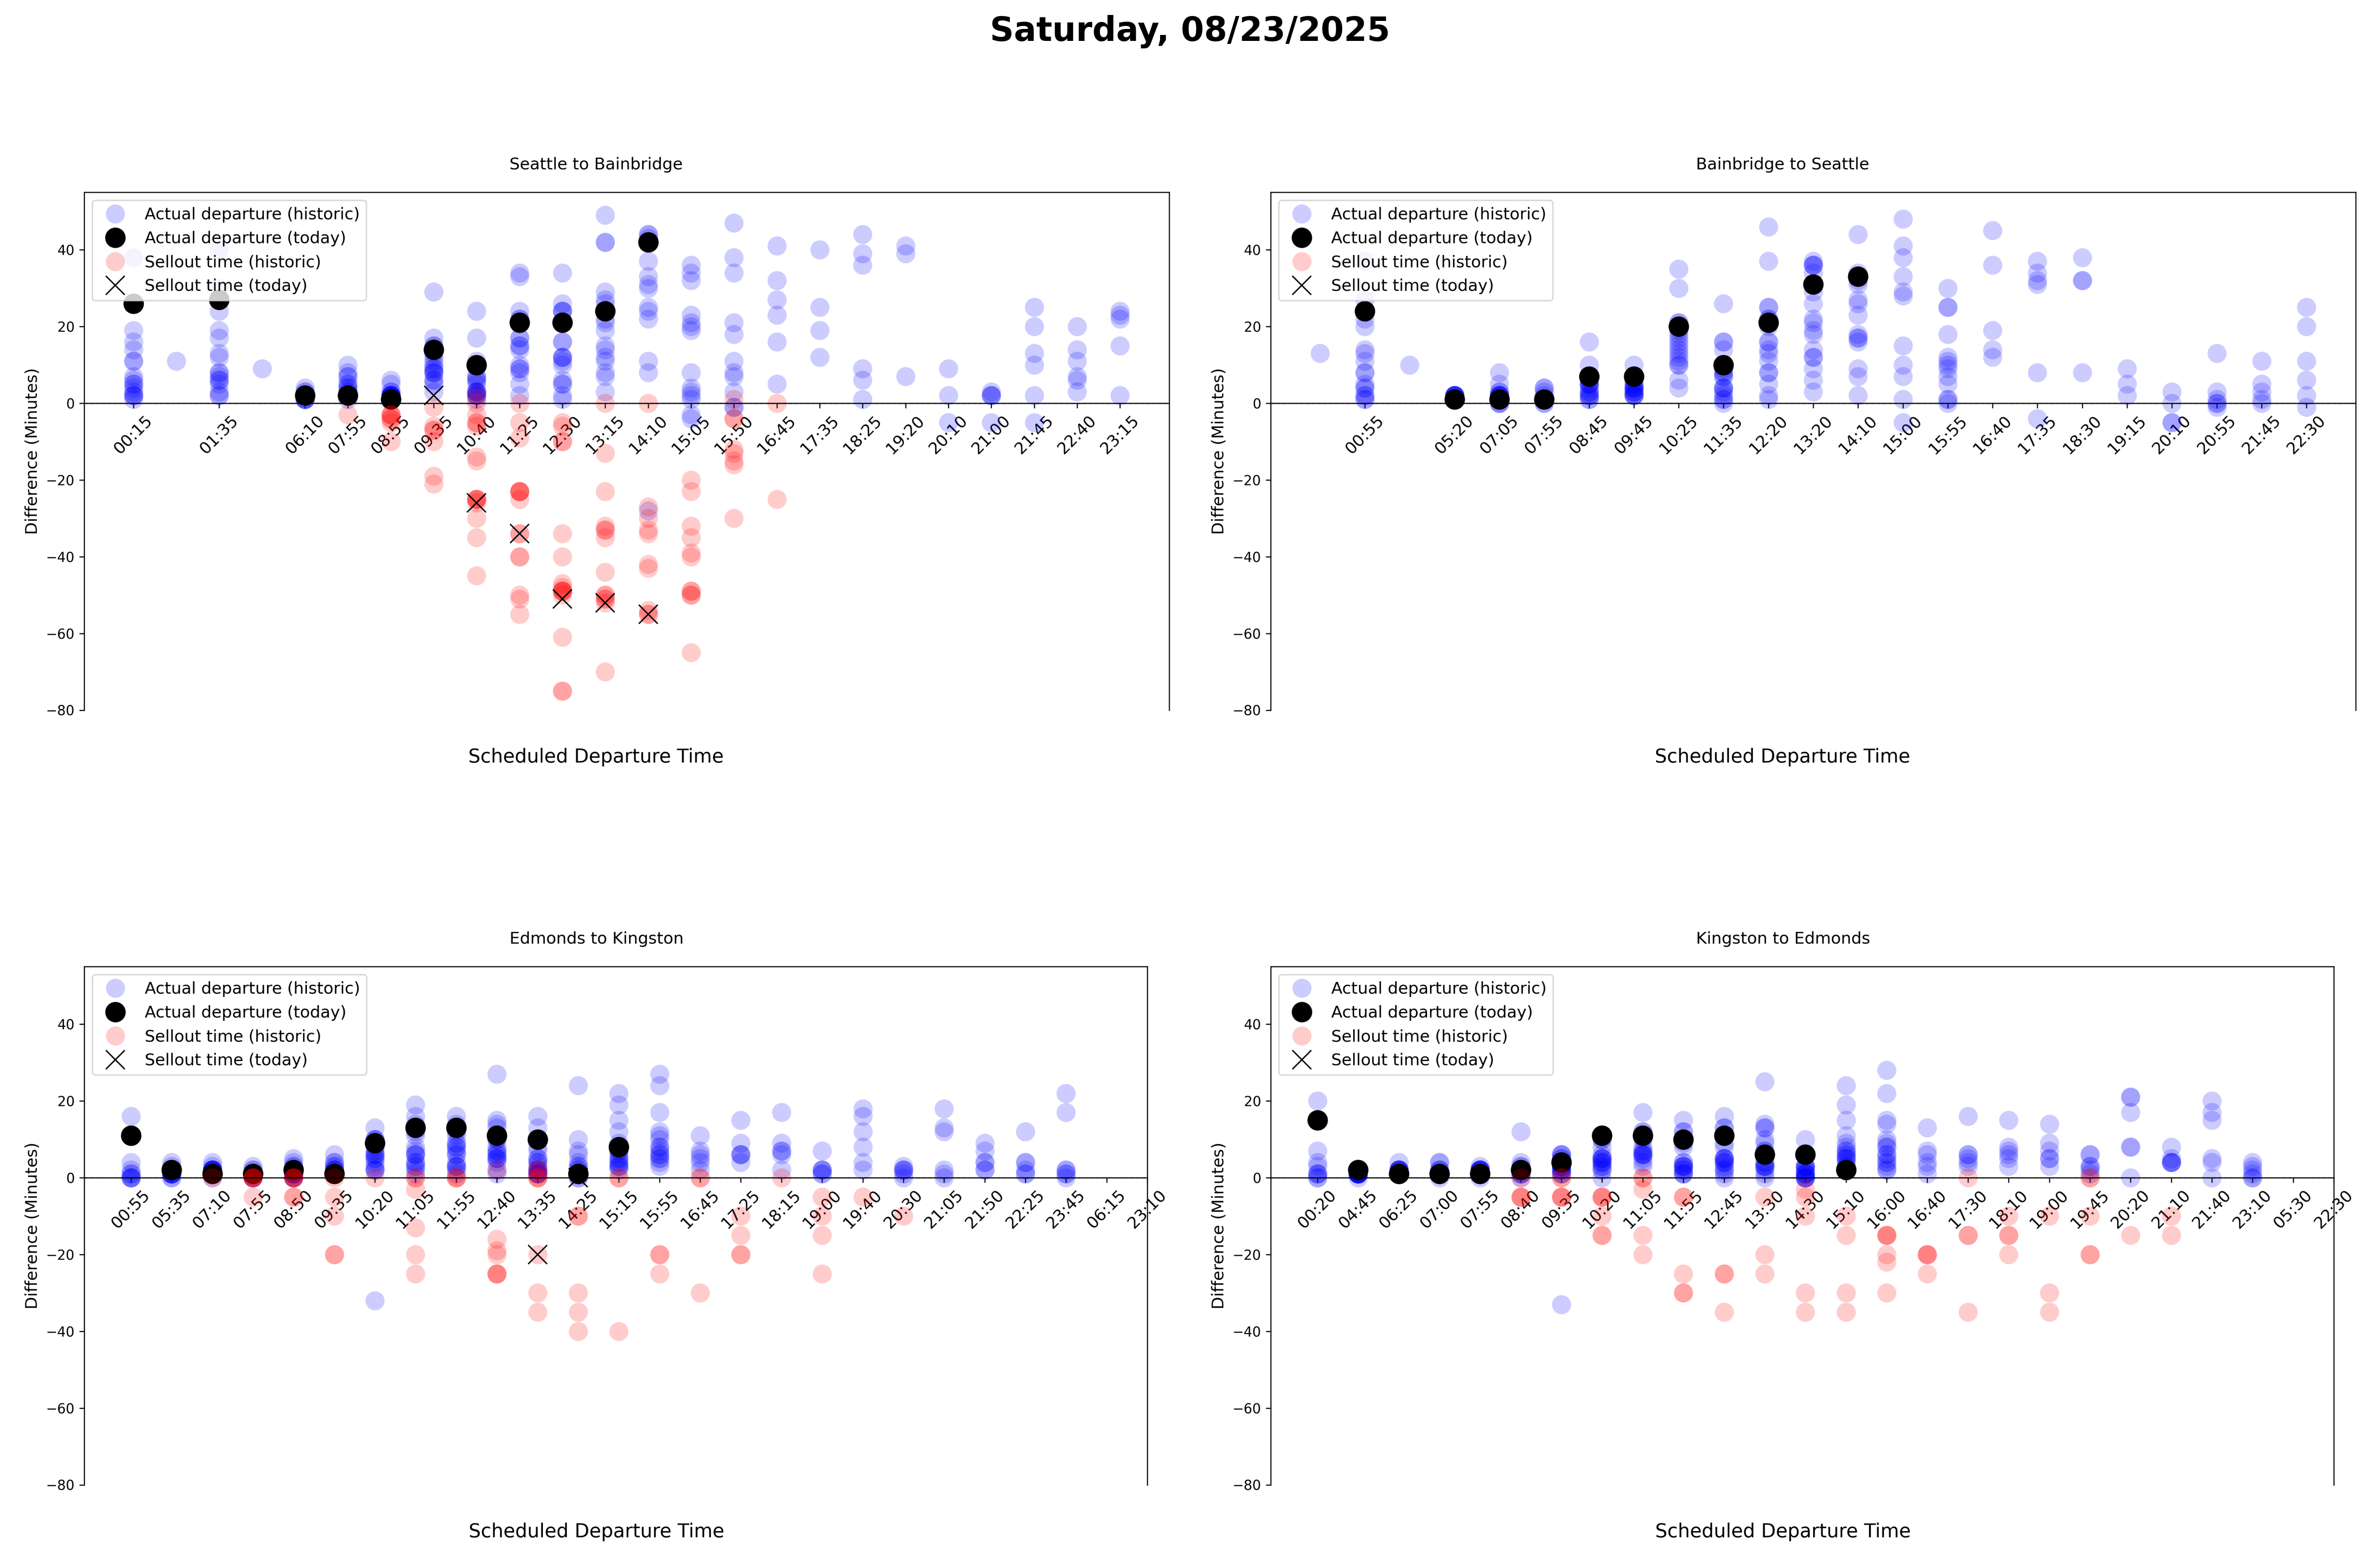 Saturday, 08/23/2025
Seattle to Bainbridge
Actual departure (historic)
Actual departure (today)
Sellout time (historic)
Sellout time (today)
Difference (Minutes)
40
20
0
−20
−40
−60
−80
00:15 01:35 06:10 07:55 08:55 09:35 10:40 11:25 12:30 13:15 14:10 15:05 15:50 16:45 17:35 18:25 19:20 20:10 21:00 21:45 22:40 23:15
Scheduled Departure Time
Bainbridge to Seattle
Actual departure (historic)
Actual departure (today)
Sellout time (historic)
Sellout time (today)
Difference (Minutes)
40
20
0
−20
−40
−60
−80
00:55 05:20 07:05 07:55 08:45 09:45 10:25 11:35 12:20 13:20 14:10 15:00 15:55 16:40 17:35 18:30 19:15 20:10 20:55 21:45 22:30
Scheduled Departure Time
Edmonds to Kingston
Actual departure (historic)
Actual departure (today)
Sellout time (historic)
Sellout time (today)
Difference (Minutes)
40
20
0
−20
−40
−60
−80
00:55 05:35 07:10 07:55 08:50 09:35 10:20 11:05 11:55 12:40 13:35 14:25 15:15 15:55 16:45 17:25 18:15 19:00 19:40 20:30 21:05 21:50 22:25 23:45 06:15 23:10
Scheduled Departure Time
Kingston to Edmonds
Actual departure (historic)
Actual departure (today)
Sellout time (historic)
Sellout time (today)
Difference (Minutes)
40
20
0
−20
−40
−60
−80
00:20 04:45 06:25 07:00 07:55 08:40 09:35 10:20 11:05 11:55 12:45 13:30 14:30 15:10 16:00 16:40 17:30 18:10 19:00 19:45 20:20 21:10 21:40 23:10 05:30 22:30
Scheduled Departure Time